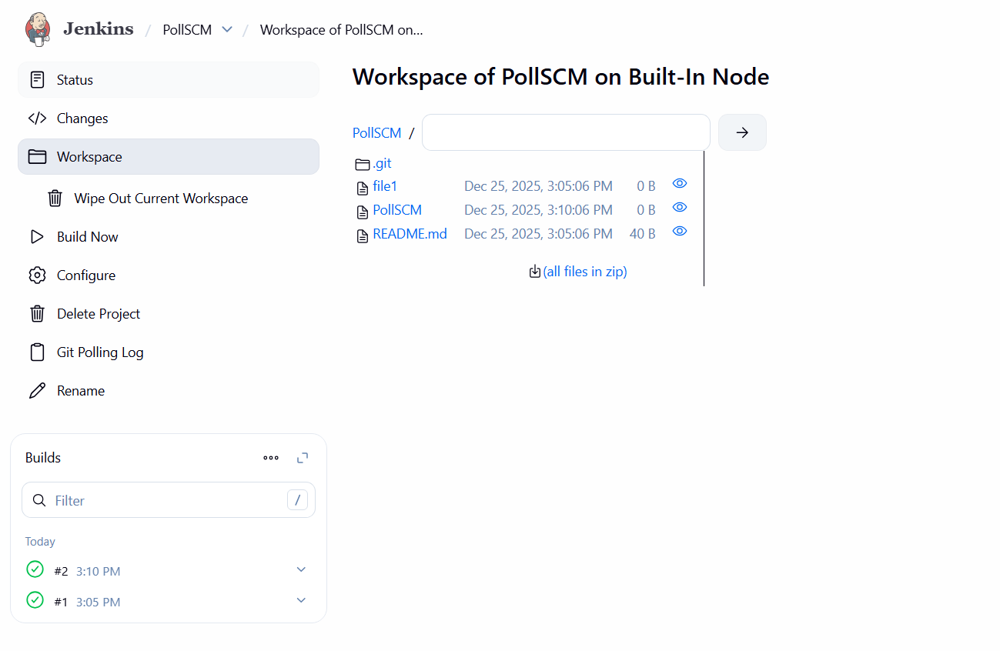 Jenkins / PollSCM / Workspace of PollSCM on...
Status
Changes
Workspace
Wipe Out Current Workspace
Build Now
Configure
Delete Project
Git Polling Log
Rename
Builds
Filter /
Today
#2 3:10 PM
#1 3:05 PM
Workspace of PollSCM on Built-In Node
PollSCM /
.git
file1 Dec 25, 2025, 3:05:06 PM 0 B
PollSCM Dec 25, 2025, 3:10:06 PM 0 B
README.md Dec 25, 2025, 3:05:06 PM 40 B
(all files in zip)